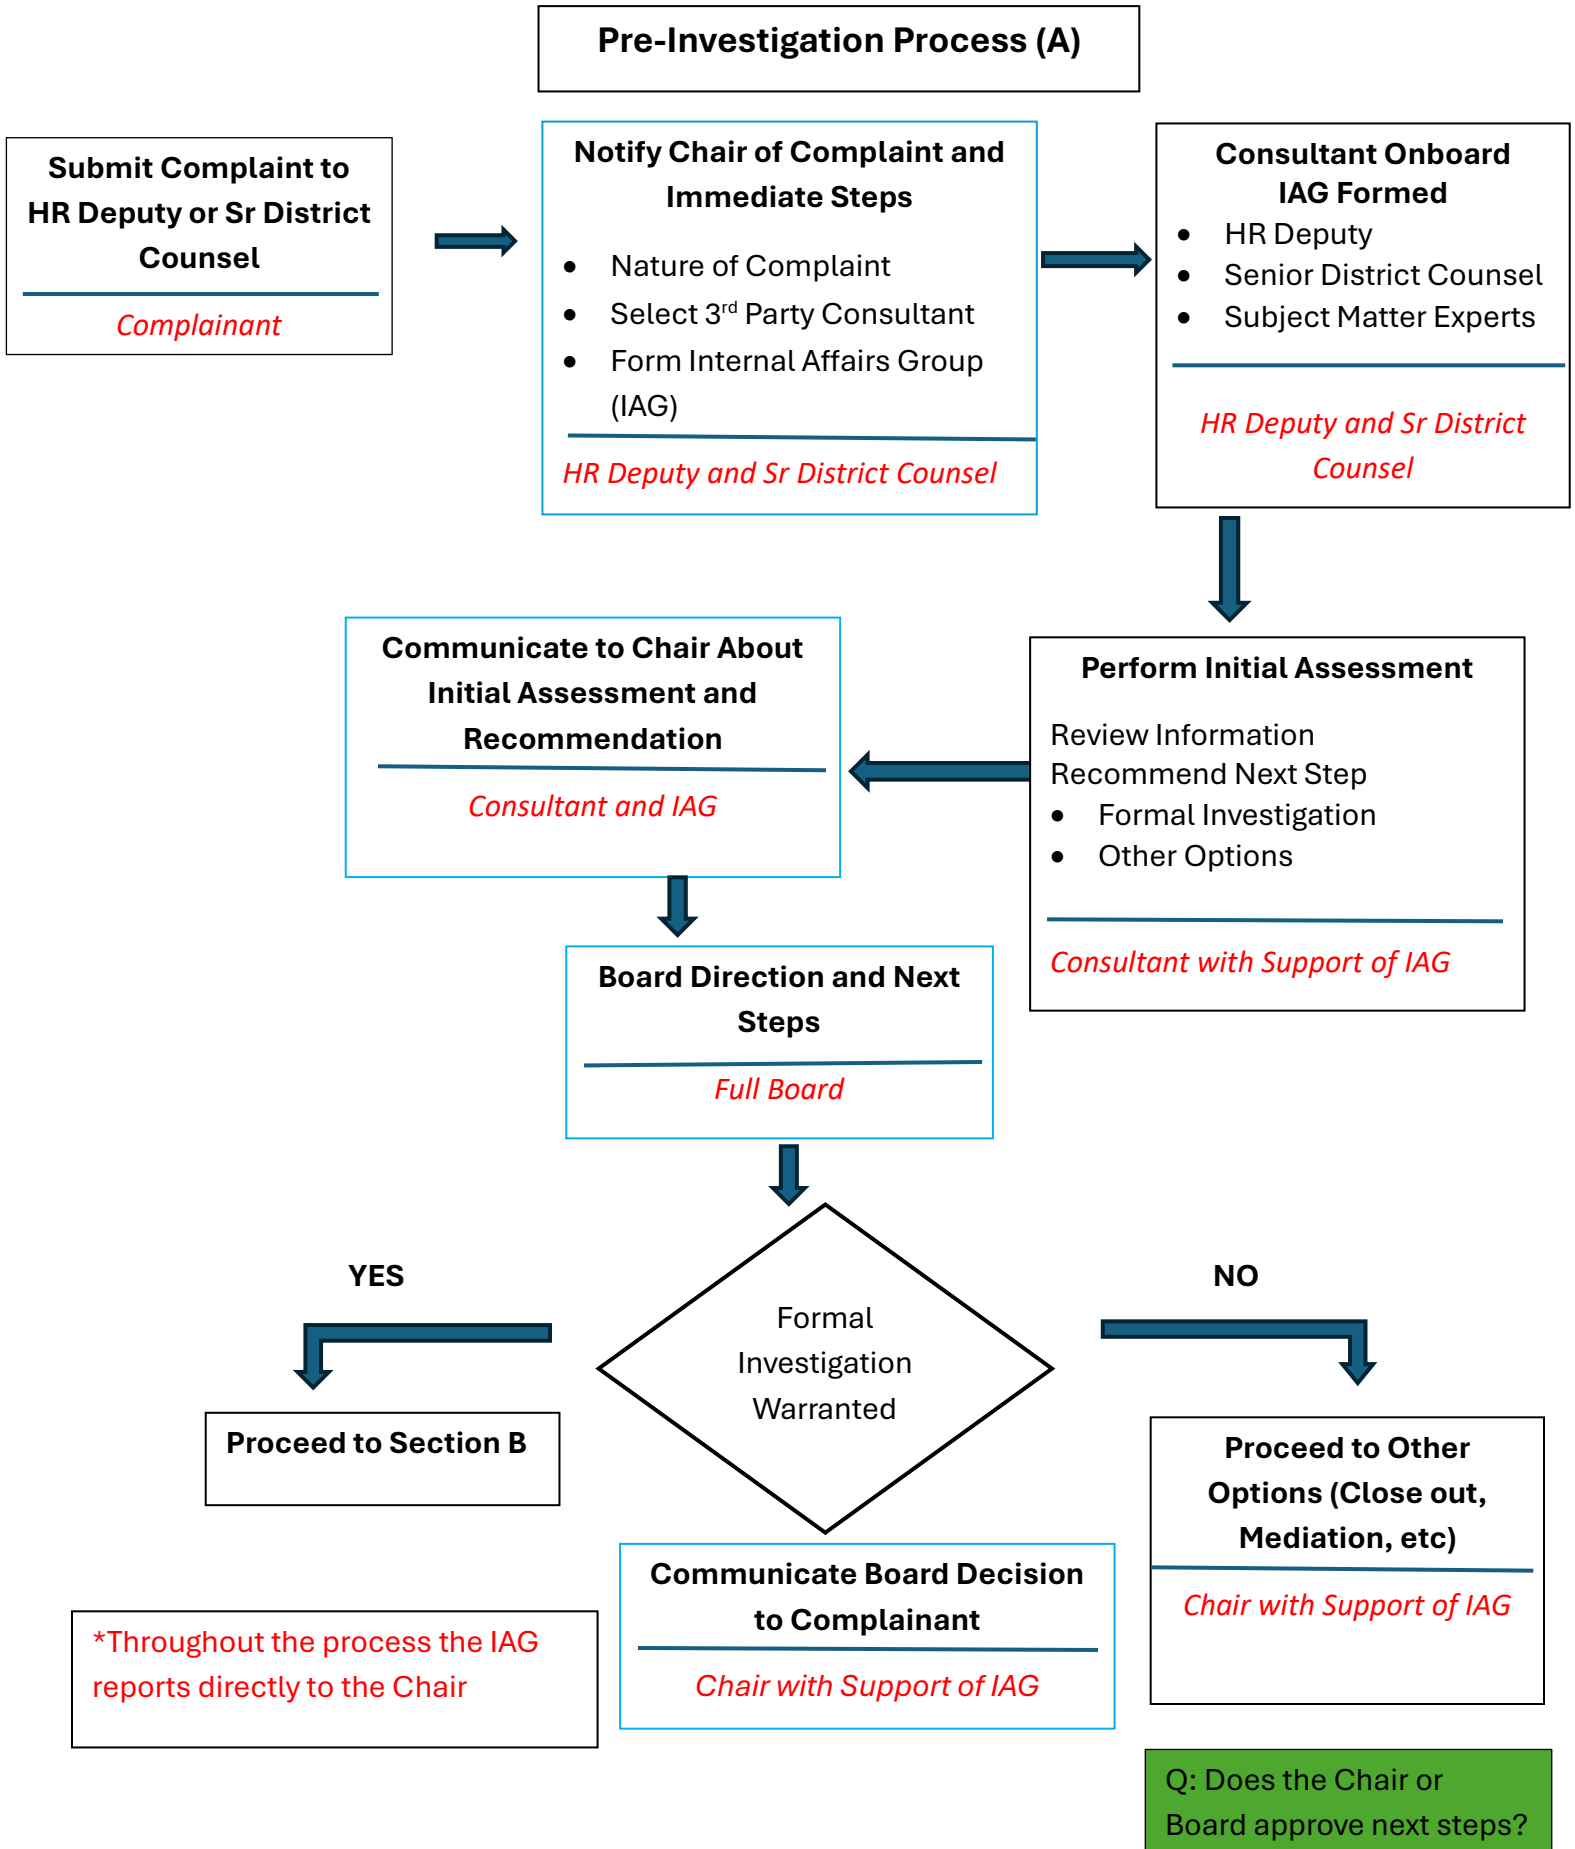 Pre-Investigation Process (A)
Submit Complaint to
HR Deputy or Sr District
Counsel
Complainant
Notify Chair of Complaint and
Immediate Steps
• Nature of Complaint
• Select 3rd Party Consultant
• Form Internal Affairs Group
(IAG)
HR Deputy and Sr District Counsel
Consultant Onboard
IAG Formed
• HR Deputy
• Senior District Counsel
• Subject Matter Experts
HR Deputy and Sr District
Counsel
Communicate to Chair About
Initial Assessment and
Recommendation
Consultant and IAG
Perform Initial Assessment
Review Information
Recommend Next Step
• Formal Investigation
• Other Options
Consultant with Support of IAG
Board Direction and Next
Steps
Full Board
YES
NO
Formal
Investigation
Warranted
Proceed to Section B
Proceed to Other
Options (Close out,
Mediation, etc)
Chair with Support of IAG
Communicate Board Decision
to Complainant
Chair with Support of IAG
*Throughout the process the IAG
reports directly to the Chair
Q: Does the Chair or
Board approve next steps?